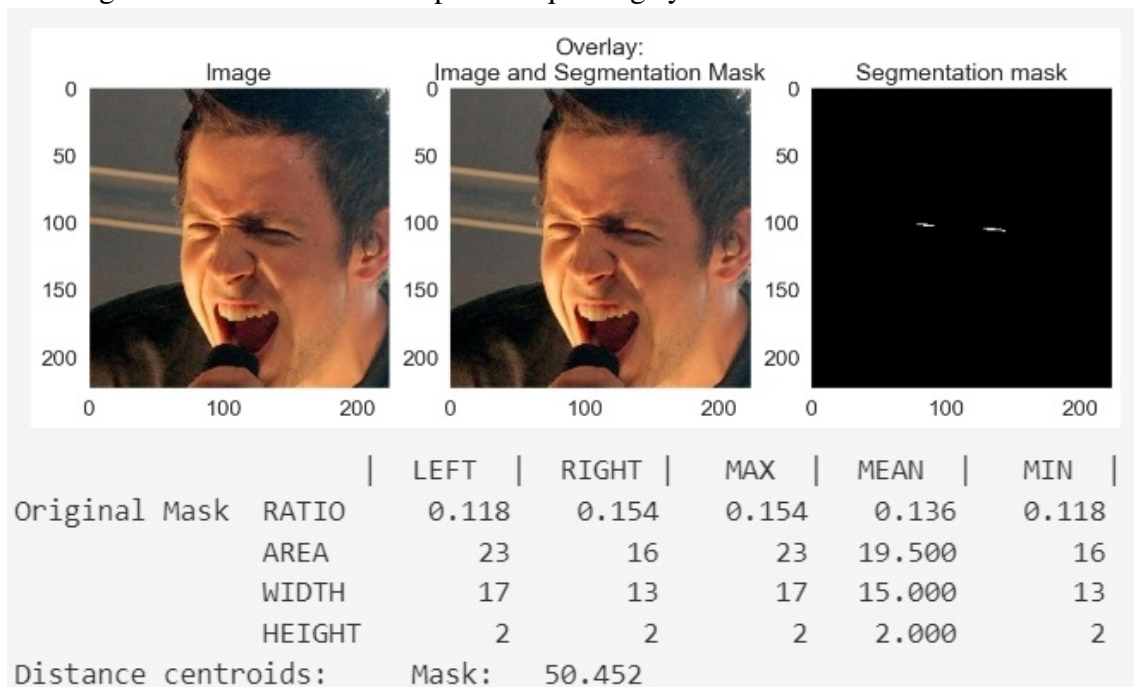 Overlay:
Image Image and Segmentation Mask Segmentation mask
0 0 0
50 50 50
100 100 100
150 150 150
200 200 200
0 100 200 0 100 200 0 100 200
| LEFT | RIGHT | MAX | MEAN | MIN |
Original Mask RATIO 0.118 0.154 0.154 0.136 0.118
AREA 23 16 23 19.500 16
WIDTH 17 13 17 15.000 13
HEIGHT 2 2 2 2.000 2
Distance centroids: Mask: 50.452